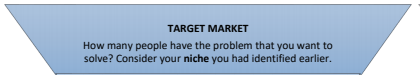 TARGET MARKET
How many people have the problem that you want to
solve? Consider your niche you had identified earlier.